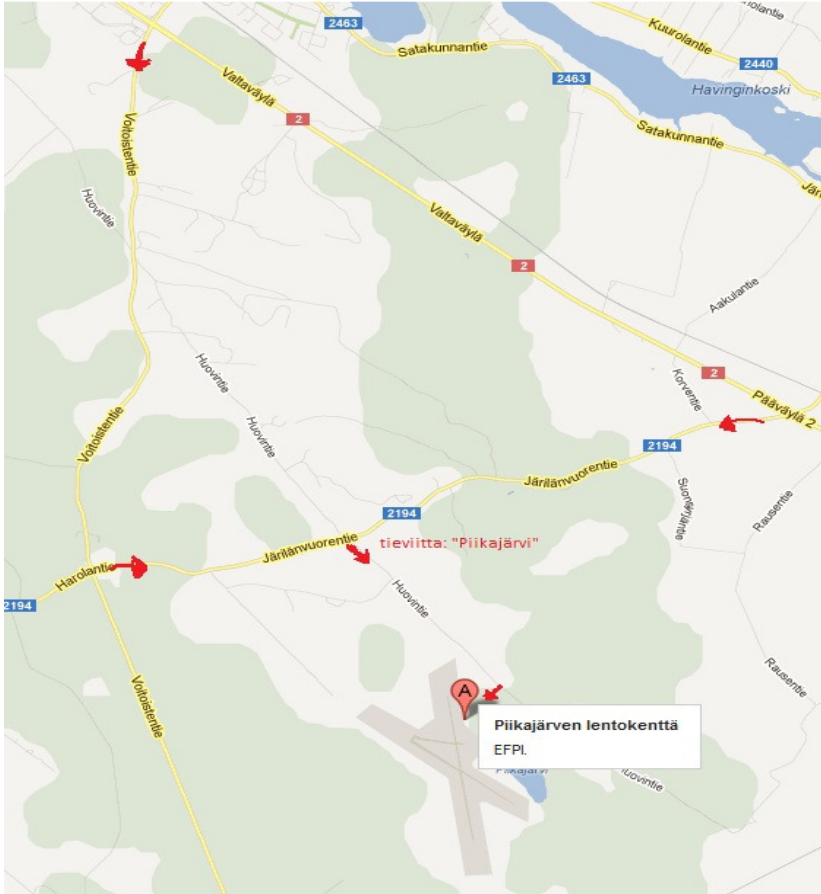 2463
Satakunnantie
Kuurolantie
2440
2463
Havinginkoski
Valtaväylä
2
Satakunnantie
Voitoistentie
Huovintie
Valtaväylä
2
Aakulantie
Huovintie
Korventie
2
Pääväylä 2
Huovintie
Voitoistentie
2194
Järilänvuorentie
2194
Rausentie
Järilänvuorentie
tieviitta: "Piikajärvi"
Harolantie
2194
Huovintie
Rausentie
Voitoistentie
A
Piikajärven lentokenttä
EFPI.
Piikajärvi